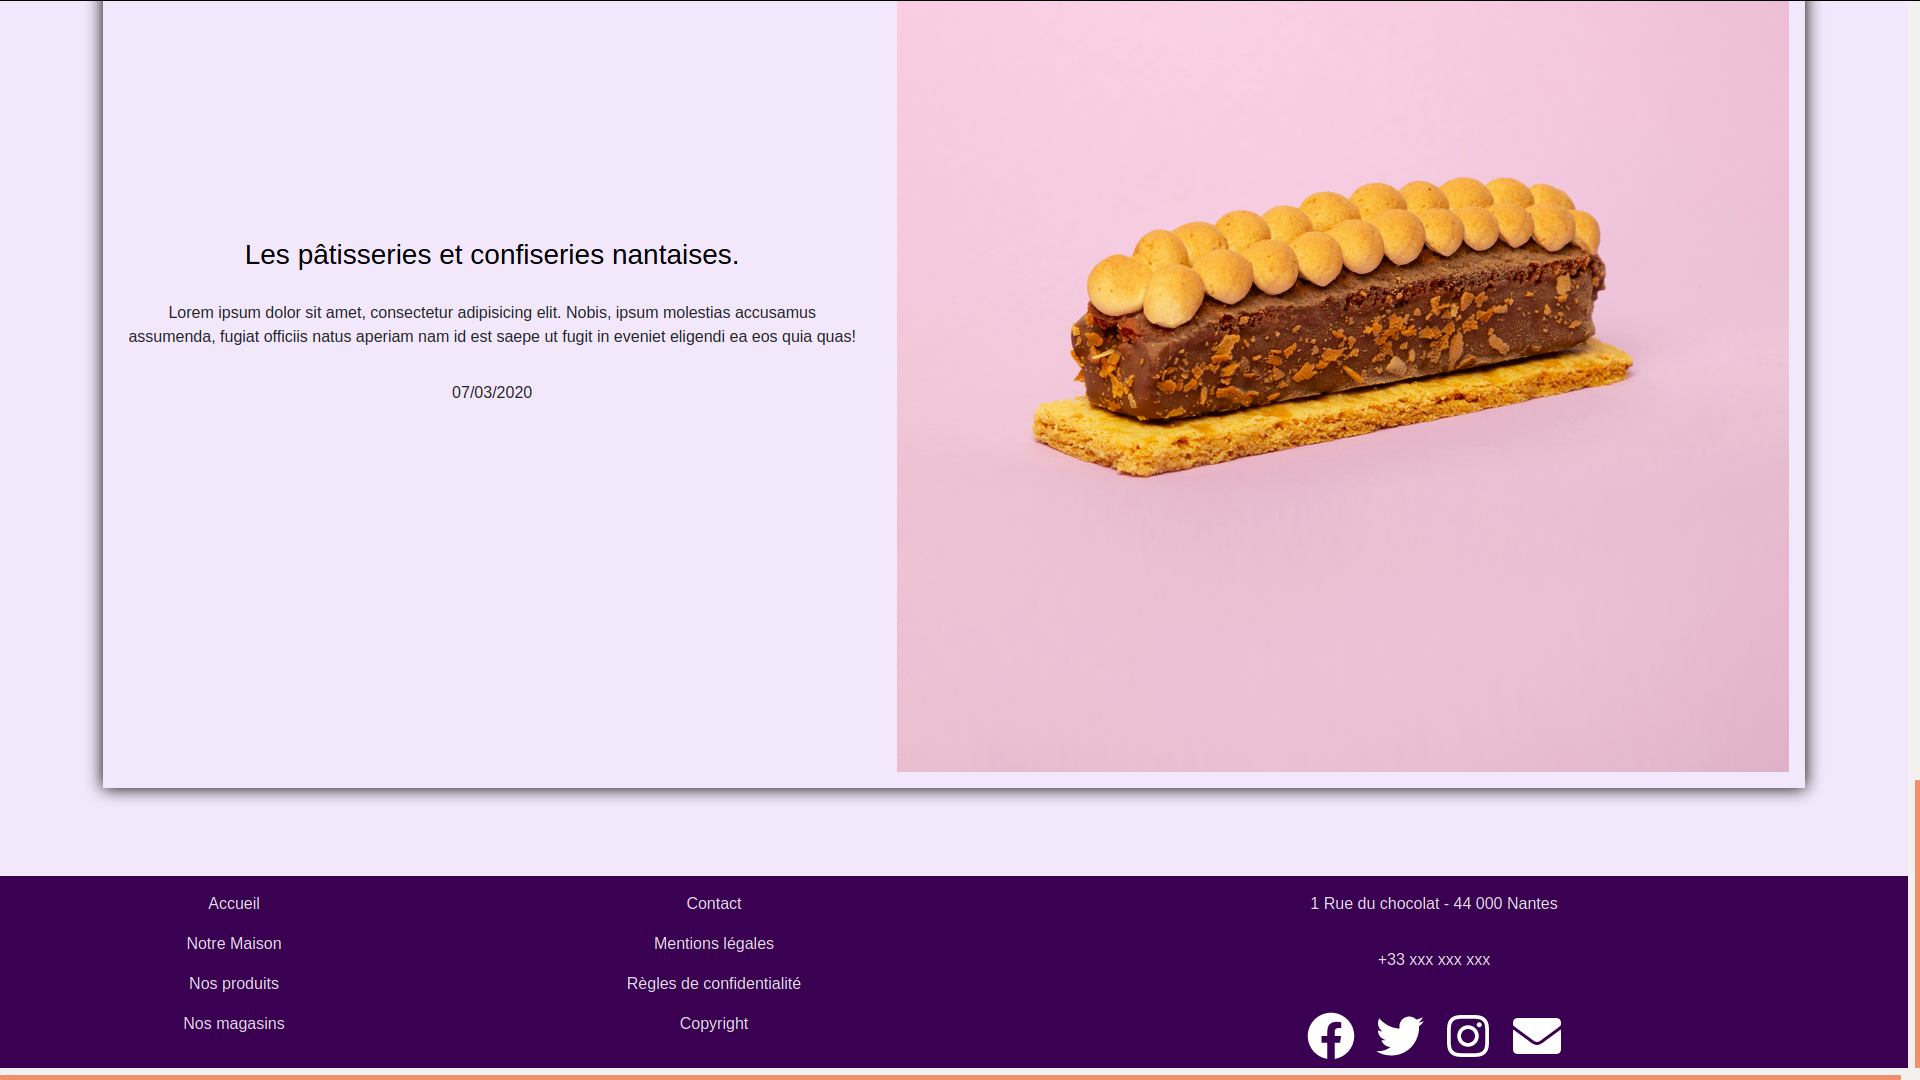 Les pâtisseries et confiseries nantaises.
Lorem ipsum dolor sit amet, consectetur adipisicing elit. Nobis, ipsum molestias accusamus
assumenda, fugiat officiis natus aperiam nam id est saepe ut fugit in eveniet eligendi ea eos quia quas!
07/03/2020
Accueil
Notre Maison
Nos produits
Nos magasins
Contact
Mentions légales
Règles de confidentialité
Copyright
1 Rue du chocolat - 44 000 Nantes
+33 xxx xxx xxx